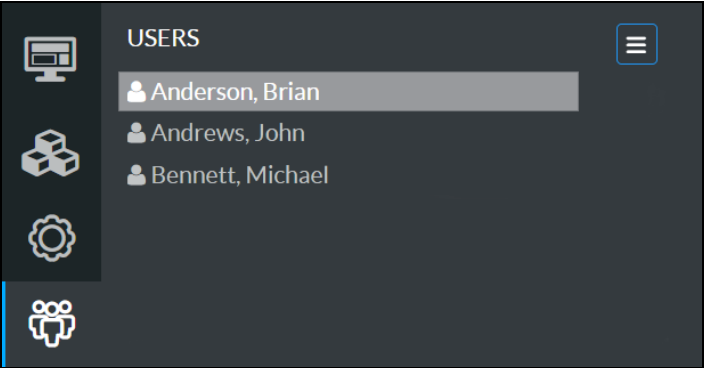 USERS
Anderson, Brian
Andrews, John
Bennett, Michael